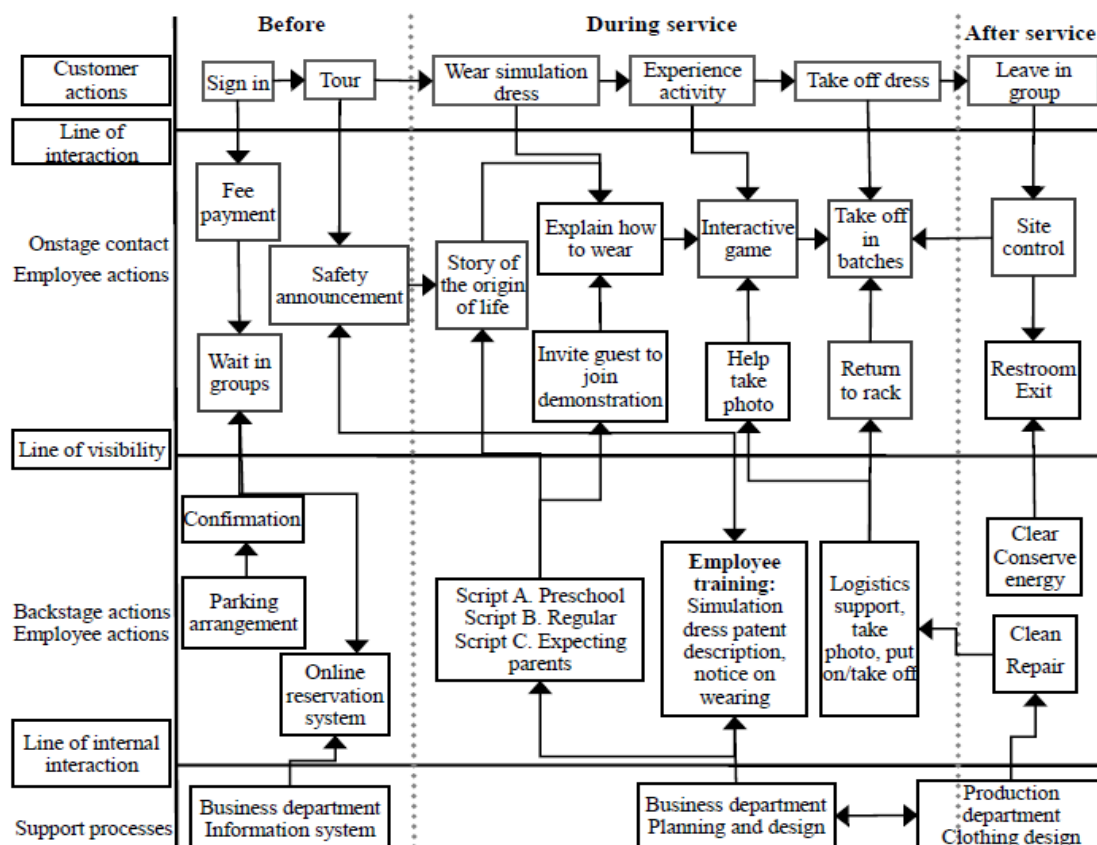 Before
During service
After service
Customer
actions
Sign in
Tour
Wear simulation
dress
Experience
activity
Take off dress
Leave in
group
Line of
interaction
Onstage contact
Employee actions
Fee
payment
Safety
announcement
Wait in
groups
Story of
the origin
of life
Explain how
to wear
Interactive
game
Take off
in
batches
Site
control
Invite guest to
join
demonstration
Help
take
photo
Return
to rack
Restroom
Exit
Line of visibility
Backstage actions
Employee actions
Confirmation
Parking
arrangement
Online
reservation
system
Script A. Preschool
Script B. Regular
Script C. Expecting
parents
Employee
training:
Simulation
dress patent
description,
notice on
wearing
Logistics
support,
take
photo, put
on/take off
Clear
Conserve
energy
Clean
Repair
Line of internal
interaction
Support processes
Business department
Information system
Business department
Planning and design
Production
department
Clothing design